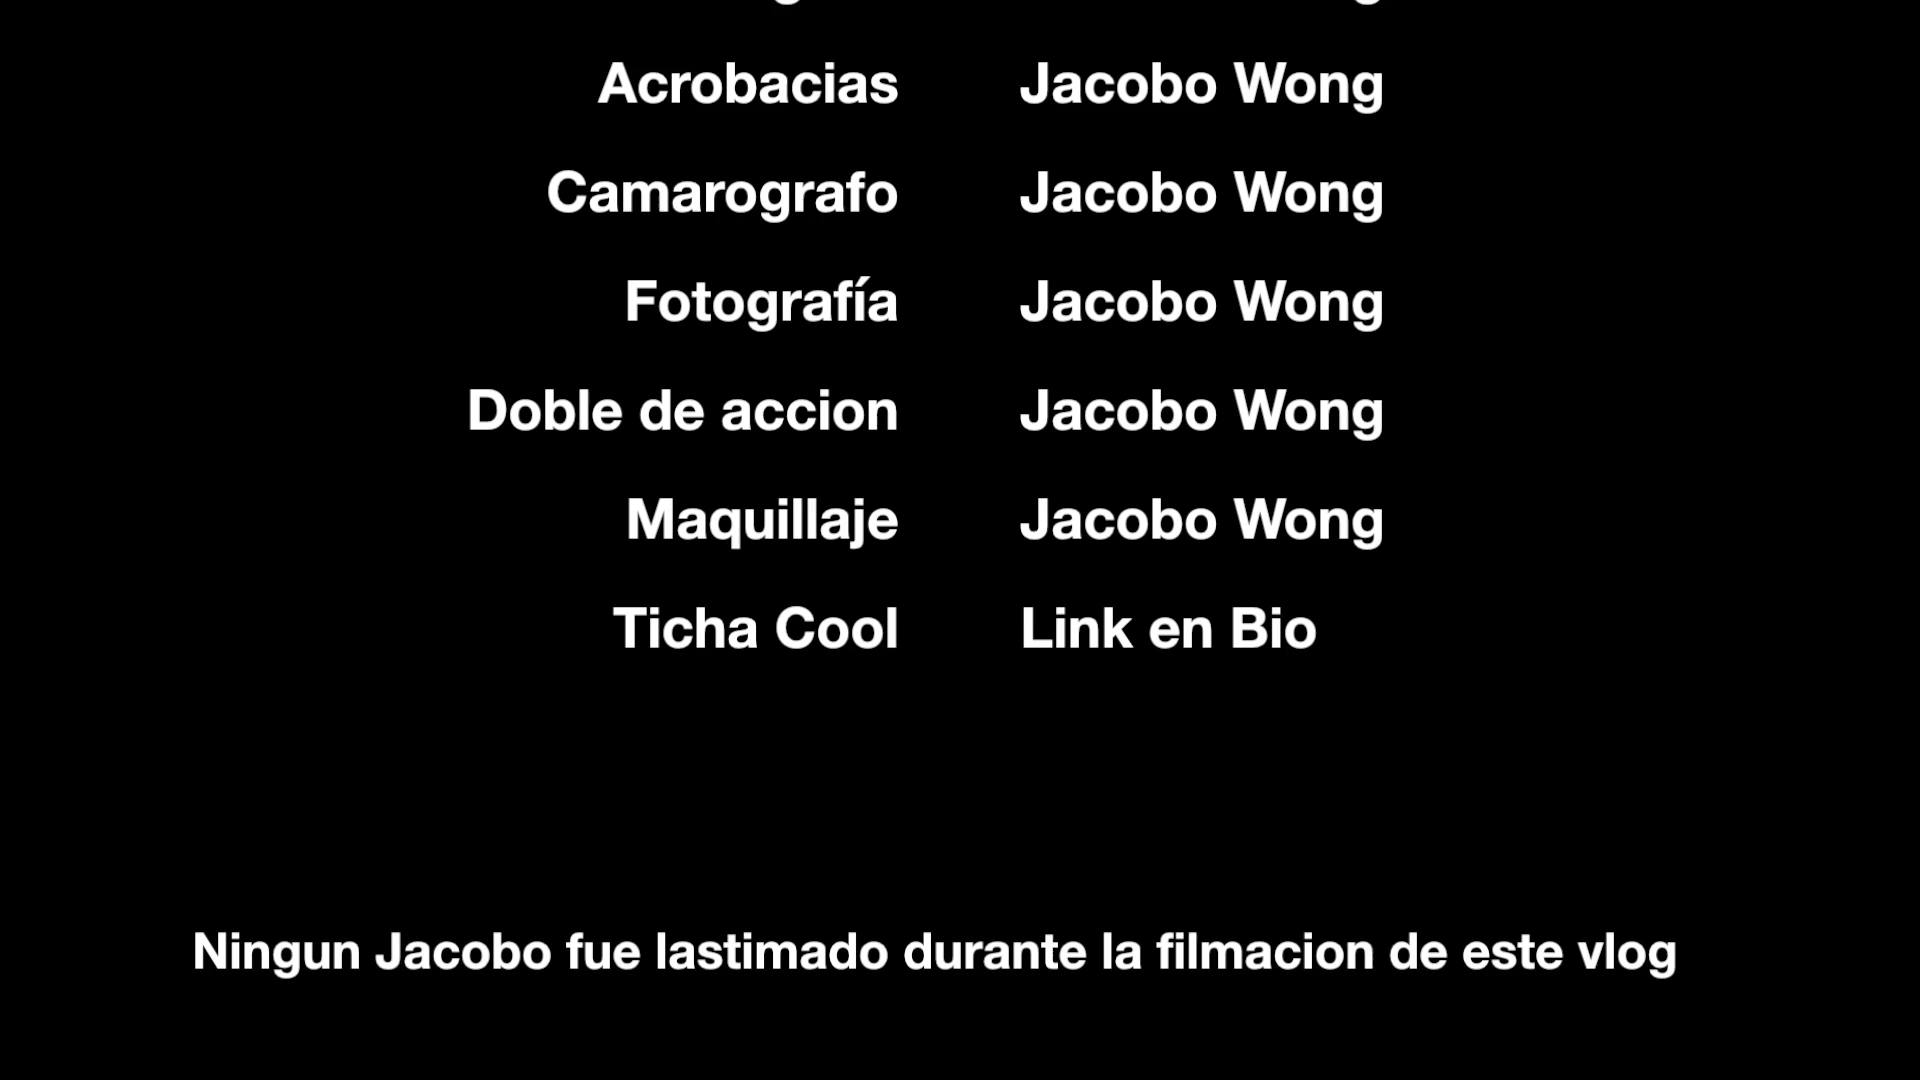 Acrobacias Jacobo Wong
Camarografo Jacobo Wong
Fotografía Jacobo Wong
Doble de accion Jacobo Wong
Maquillaje Jacobo Wong
Ticha Cool Link en Bio
Ningun Jacobo fue lastimado durante la filmacion de este vlog